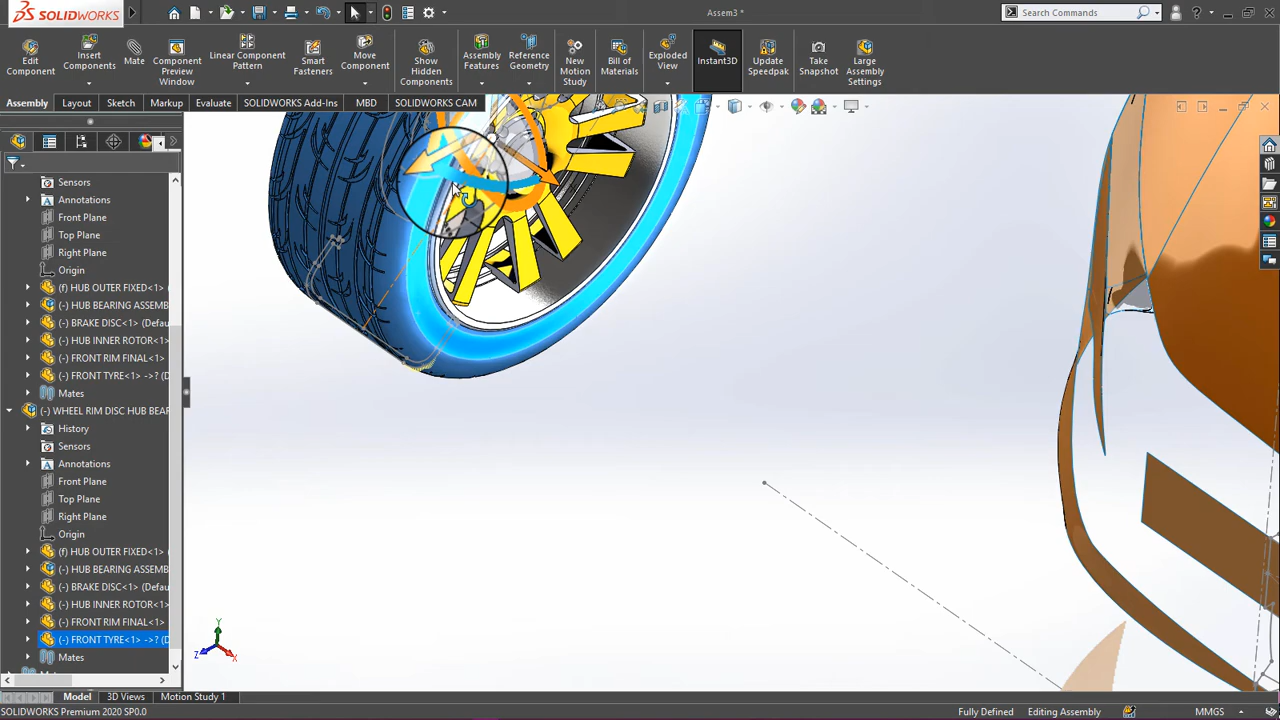 SOLIDWORKS
Assem3 *
Search Commands
Edit Component
Insert Components
Mate
Component Preview Window
Linear Component Pattern
Smart Fasteners
Move Component
Show Hidden Components
Assembly Features
Reference Geometry
New Motion Study
Bill of Materials
Exploded View
Instant3D
Update Speedpak
Take Snapshot
Large Assembly Settings
Assembly
Layout
Sketch
Markup
Evaluate
SOLIDWORKS Add-Ins
MBD
SOLIDWORKS CAM
Sensors
Annotations
Front Plane
Top Plane
Right Plane
Origin
(f) HUB OUTER FIXED<1> (
(-) HUB BEARING ASSEMB
(-) BRAKE DISC<1> (Defau
(-) HUB INNER ROTOR<1>
(-) FRONT RIM FINAL<1>
(-) FRONT TYRE<1> ->? (D
Mates
(-) WHEEL RIM DISC HUB BEAR
History
Sensors
Annotations
Front Plane
Top Plane
Right Plane
Origin
(f) HUB OUTER FIXED<1> (
(-) HUB BEARING ASSEMB
(-) BRAKE DISC<1> (Defau
(-) HUB INNER ROTOR<1>
(-) FRONT RIM FINAL<1>
(-) FRONT TYRE<1> ->? (D
Mates
Y
Z
X
Model
3D Views
Motion Study 1
SOLIDWORKS Premium 2020 SP0.0
Fully Defined
Editing Assembly
MMGS